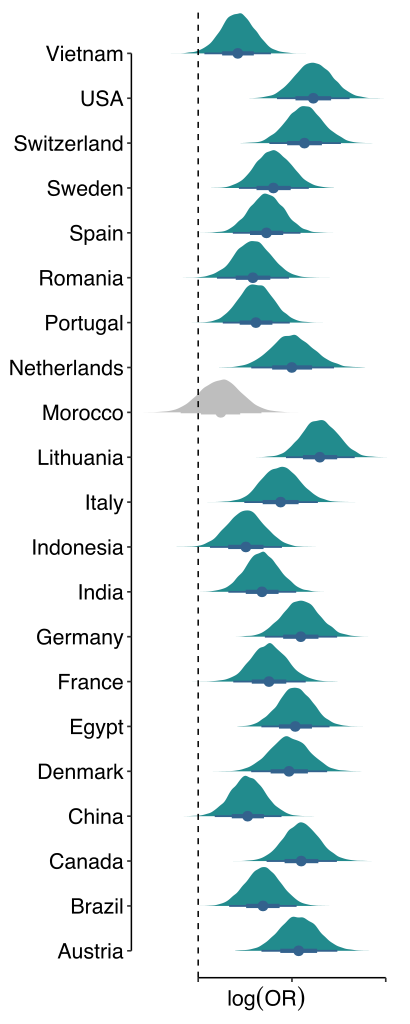 Vietnam
USA
Switzerland
Sweden
Spain
Romania
Portugal
Netherlands
Morocco
Lithuania
Italy
Indonesia
India
Germany
France
Egypt
Denmark
China
Canada
Brazil
Austria
log(OR)